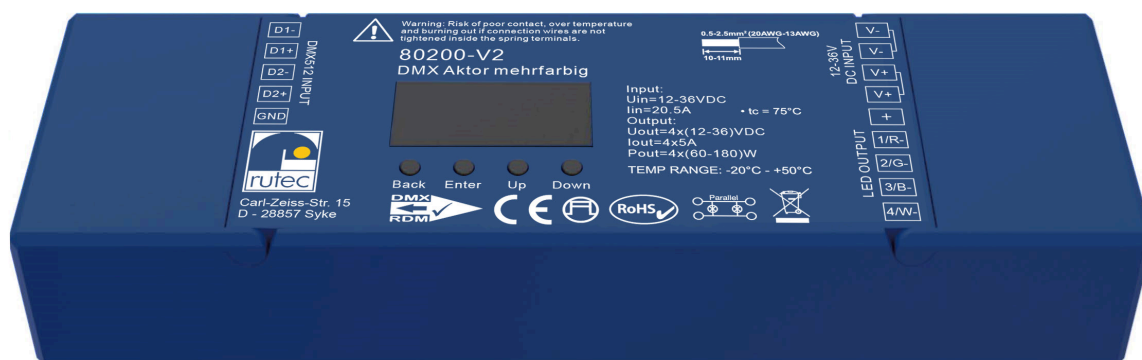 D1-
D1+
D2-
D2+
GND
DMX512 INPUT
rutec
Carl-Zeiss-Str. 15
D - 28857 Syke
Warning: Risk of poor contact, over temperature
and burning out if connection wires are not
tightened inside the spring terminals.
80200-V2
DMX Aktor mehrfarbig
Back Enter Up Down
DMX
RDM
CE
RoHS
Parallel
0.5-2.5mm² (20AWG-13AWG)
10-11mm
Input:
Uin=12-36VDC
Iin=20.5A
• tc = 75°C
Output:
Uout=4x(12-36)VDC
Iout=4x5A
Pout=4x(60-180)W
TEMP RANGE: -20°C - +50°C
12-36V
DC INPUT
V-
V-
V+
V+
LED OUTPUT
+
1/R-
2/G-
3/B-
4/W-